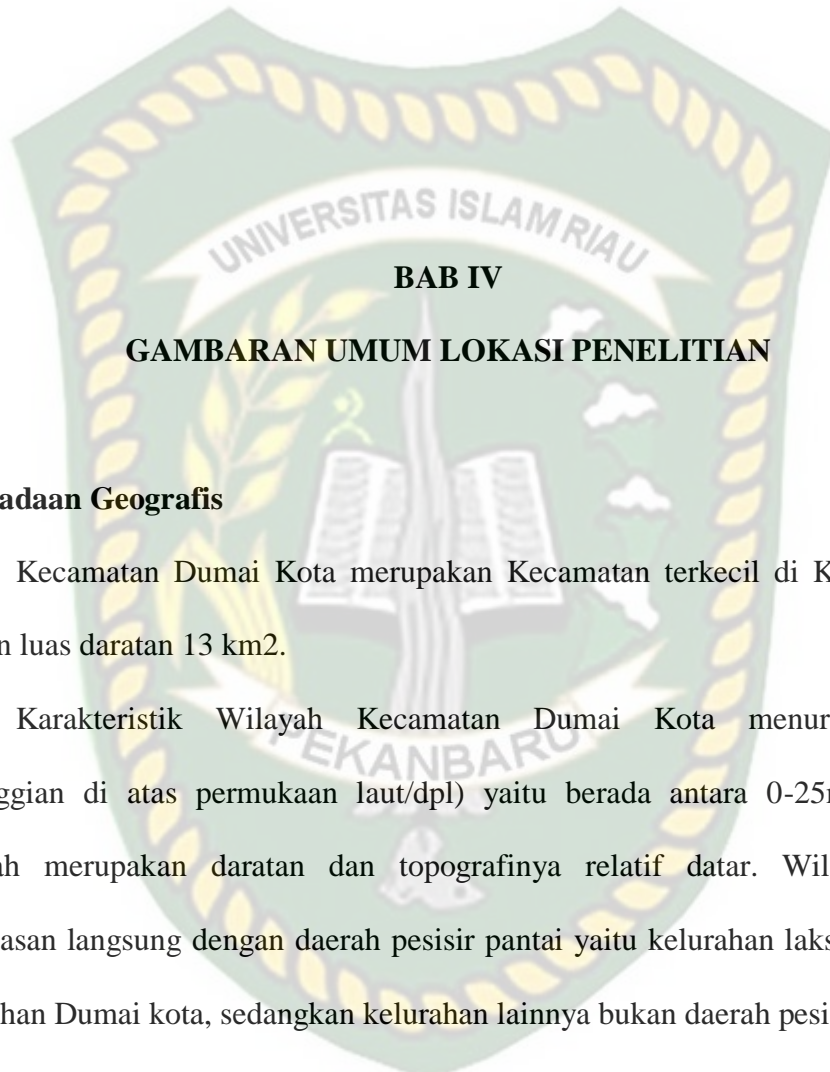 UNIVERSITAS ISLAM RIAU
BAB IV
GAMBARAN UMUM LOKASI PENELITIAN
adaan Geografis
Kecamatan Dumai Kota merupakan Kecamatan terkecil di K
n luas daratan 13 km2.
Karakteristik Wilayah Kecamatan Dumai Kota menur
ggian di atas permukaan laut/dpl) yaitu berada antara 0-25
ah merupakan daratan dan topografinya relatif datar. Wil
asan langsung dengan daerah pesisir pantai yaitu kelurahan laks
han Dumai kota, sedangkan kelurahan lainnya bukan daerah pesi
PEKANBARU